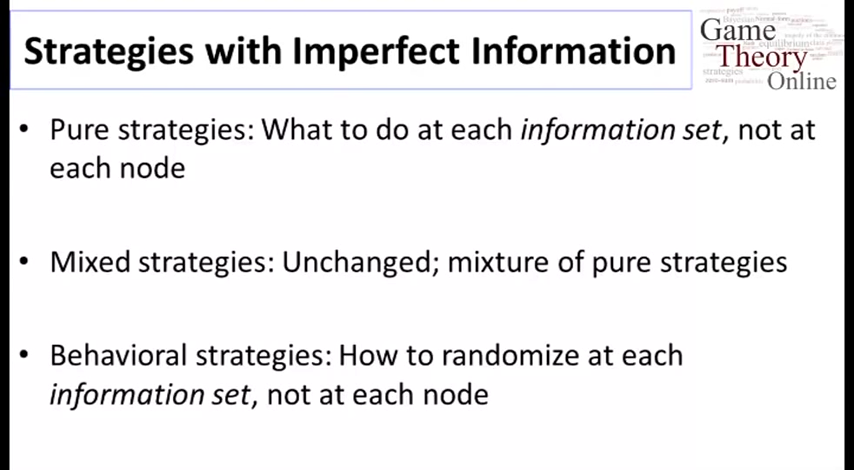 Strategies with Imperfect Information
Game
Theory
Online
strategies
• Pure strategies: What to do at each information set, not at
each node
• Mixed strategies: Unchanged; mixture of pure strategies
• Behavioral strategies: How to randomize at each
information set, not at each node